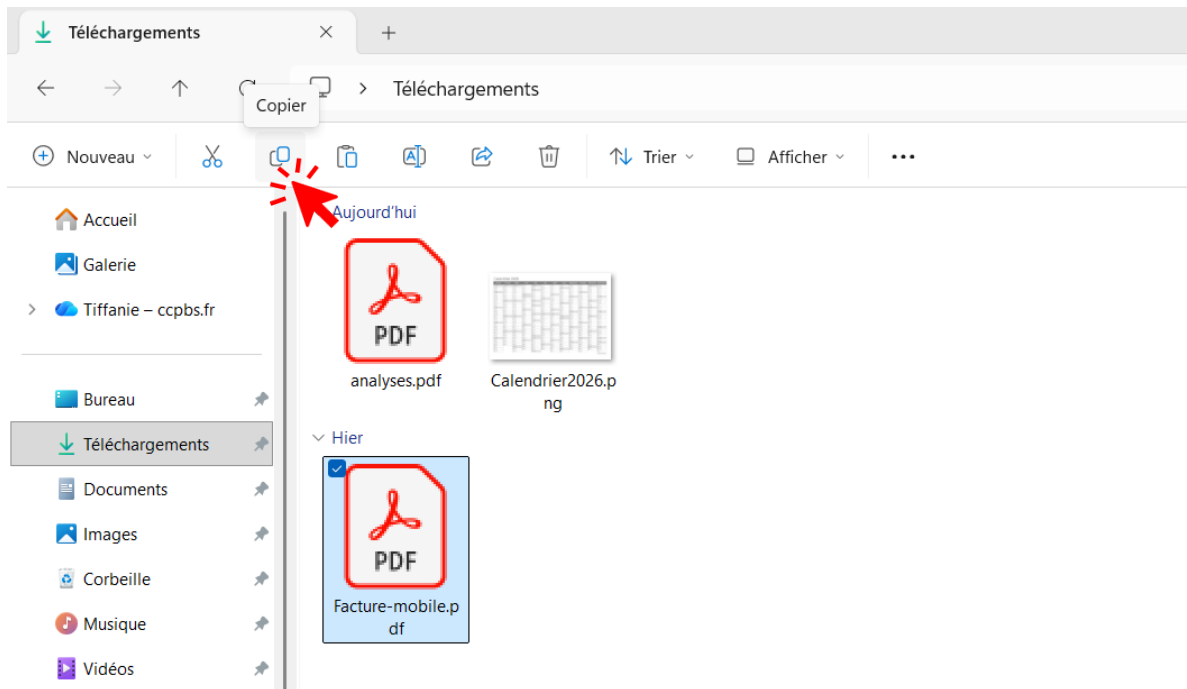 Téléchargements
Téléchargements
Copier
Nouveau
Trier
Afficher
Accueil
Galerie
Tiffanie – ccpbs.fr
Bureau
Téléchargements
Documents
Images
Corbeille
Musique
Vidéos
Aujourd'hui
PDF
analyses.pdf
Calendrier2026.p
ng
Hier
PDF
Facture-mobile.p
df